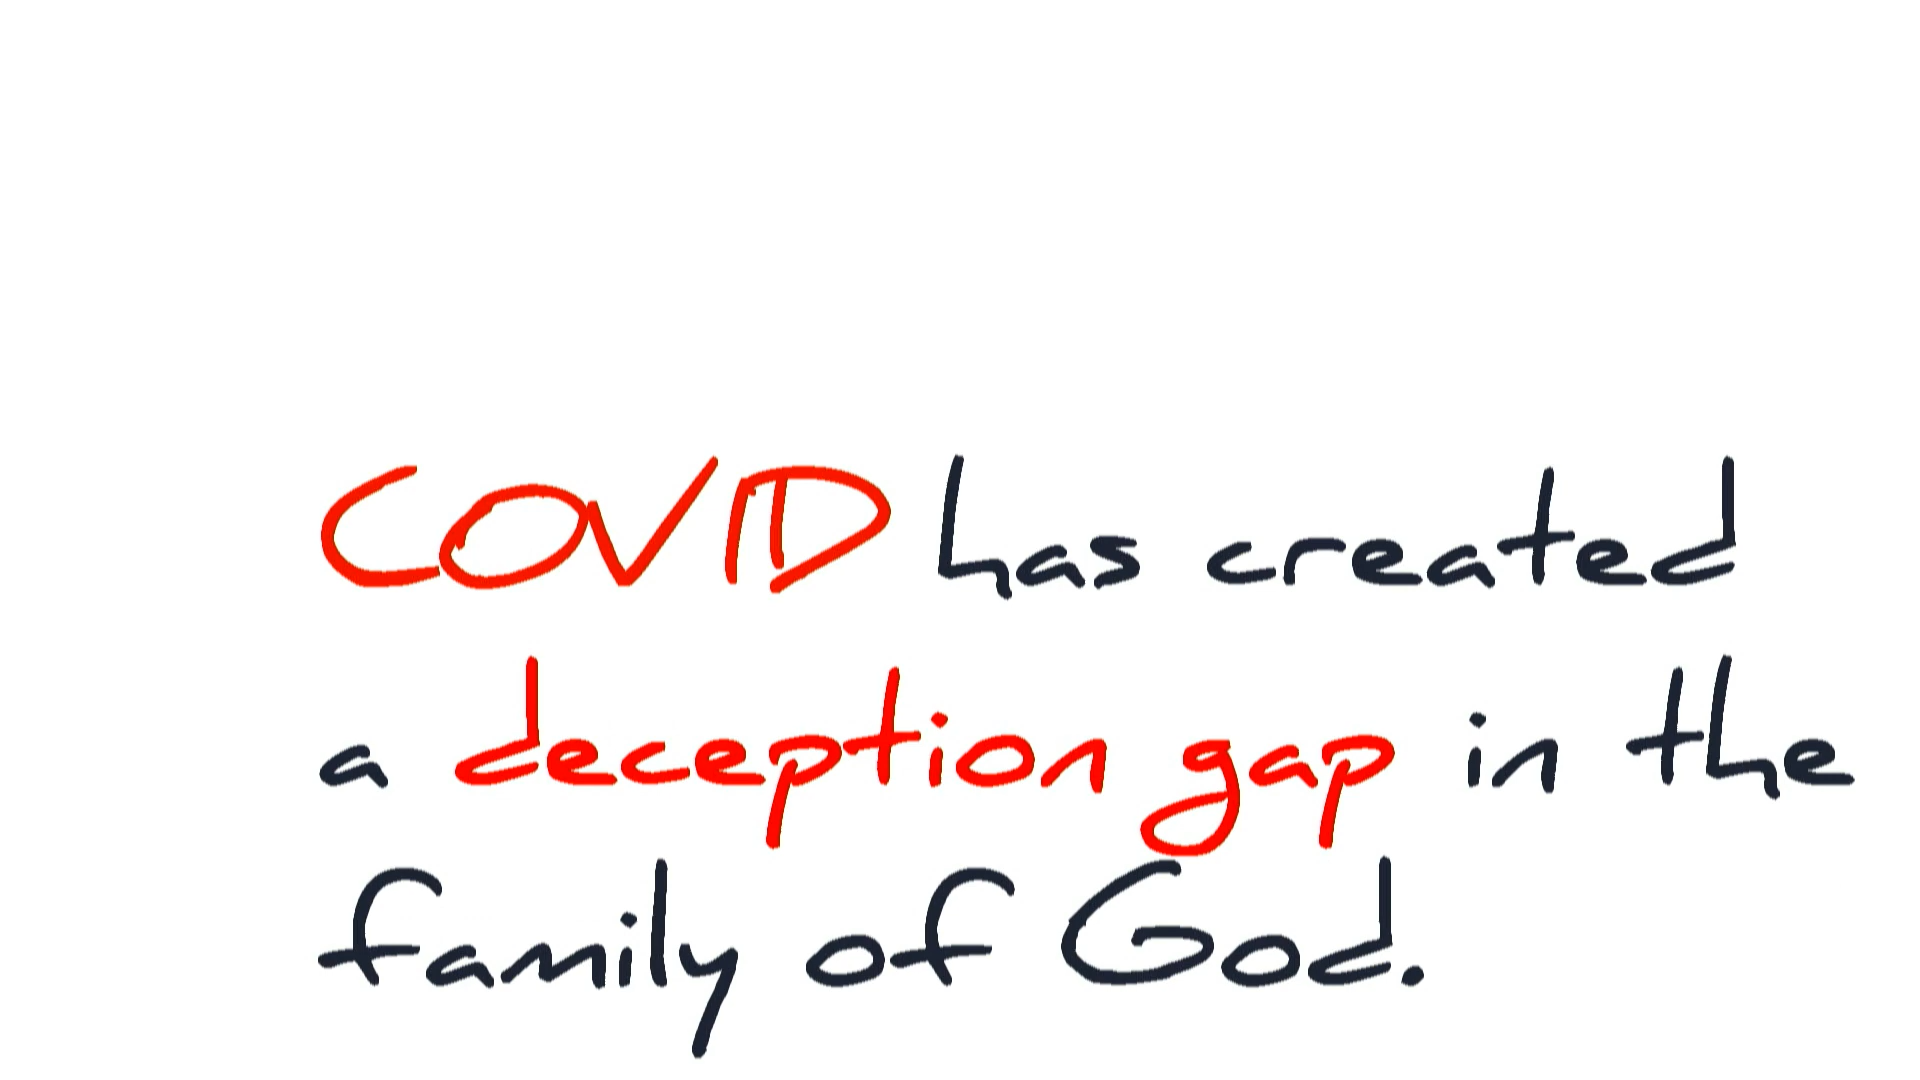 COVID has created
a deception gap in the
family of God.